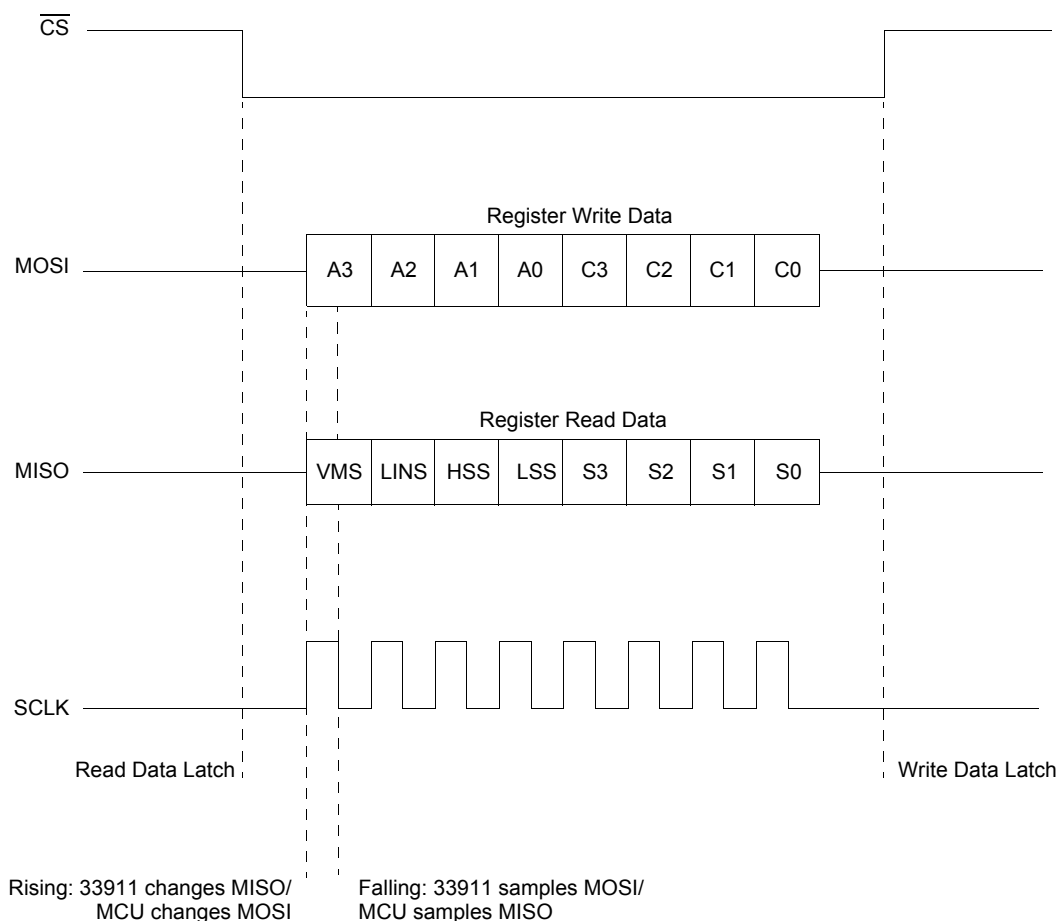 CS
Register Write Data
MOSI A3 A2 A1 A0 C3 C2 C1 C0
Register Read Data
MISO VMS LINS HSS LSS S3 S2 S1 S0
SCLK
Read Data Latch
Write Data Latch
Rising: 33911 changes MISO/
MCU changes MOSI
Falling: 33911 samples MOSI/
MCU samples MISO